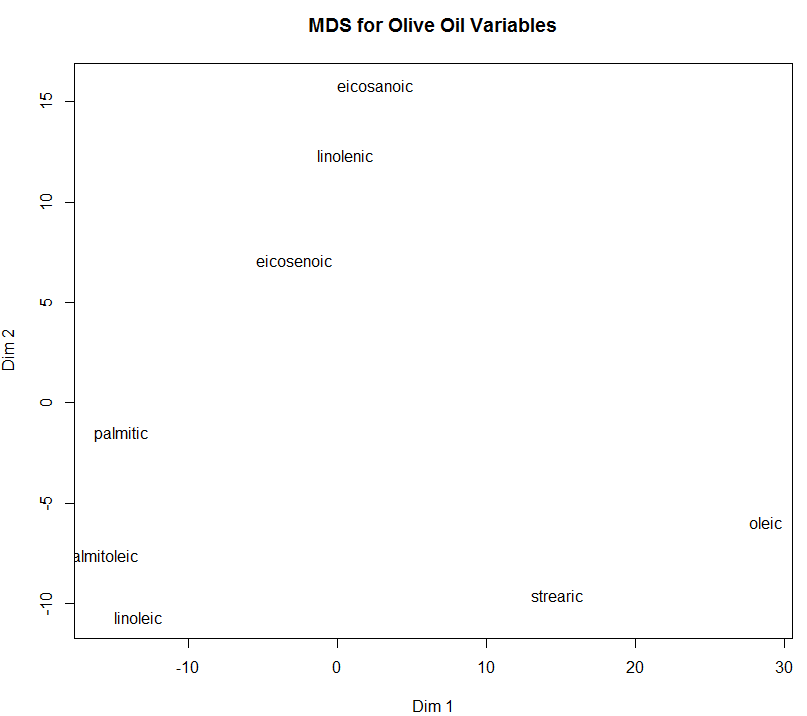 MDS for Olive Oil Variables
eicosanoic
15
linolenic
10
eicosenoic
5
Dim 2
0
palmitic
-5
oleic
almitoleic
strearic
-10
linoleic
-10 0 10 20 30
Dim 1